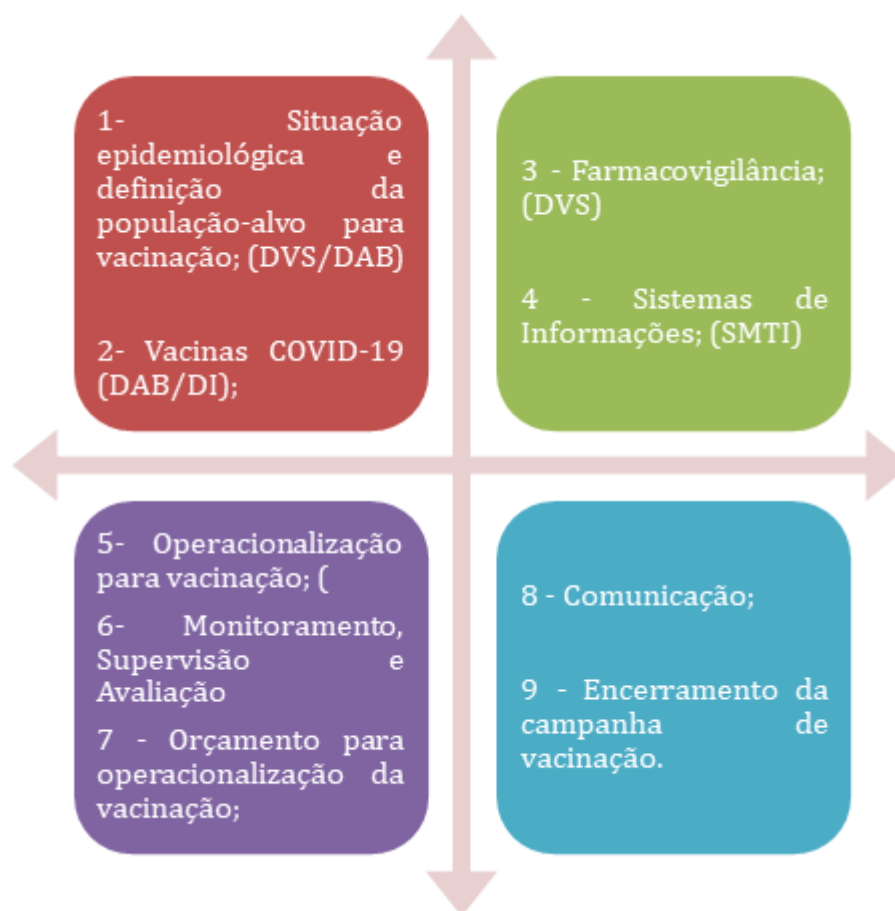 1- Situação
epidemiológica e
definição da
população-alvo para
vacinação; (DVS/DAB)
2- Vacinas COVID-19
(DAB/DI);
3 - Farmacovigilância;
(DVS)
4 - Sistemas de
Informações; (SMTI)
5- Operacionalização
para vacinação; (
6- Monitoramento,
Supervisão e
Avaliação
7 - Orçamento para
operacionalização da
vacinação;
8 - Comunicação;
9 - Encerramento da
campanha de
vacinação.